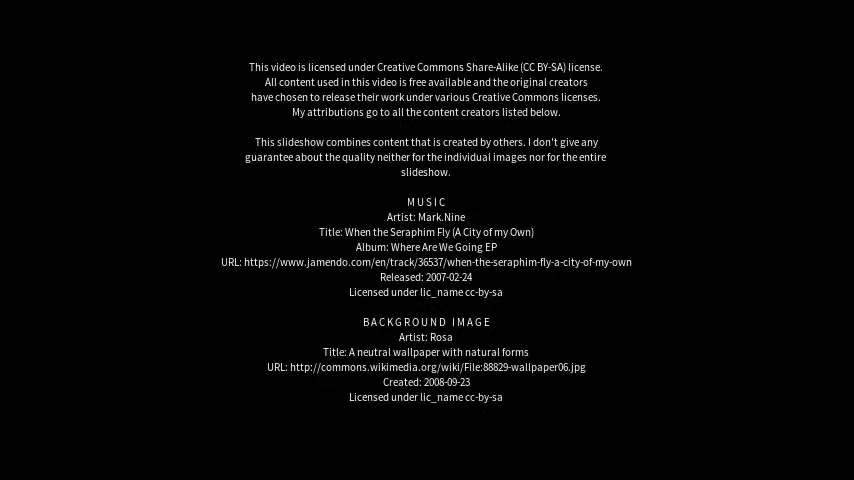 This video is licensed under Creative Commons Share-Alike (CC BY-SA) license.
All content used in this video is free available and the original creators
have chosen to release their work under various Creative Commons licenses.
My attributions go to all the content creators listed below.
This slideshow combines content that is created by others. I don't give any
guarantee about the quality neither for the individual images nor for the entire
slideshow.
MUSIC
Artist: Mark.Nine
Title: When the Seraphim Fly (A City of my Own)
Album: Where Are We Going EP
URL: https://www.jamendo.com/en/track/36537/when-the-seraphim-fly-a-city-of-my-own
Released: 2007-02-24
Licensed under lic_name cc-by-sa
BACKGROUND IMAGE
Artist: Rosa
Title: A neutral wallpaper with natural forms
URL: http://commons.wikimedia.org/wiki/File:88829-wallpaper06.jpg
Created: 2008-09-23
Licensed under lic_name cc-by-sa